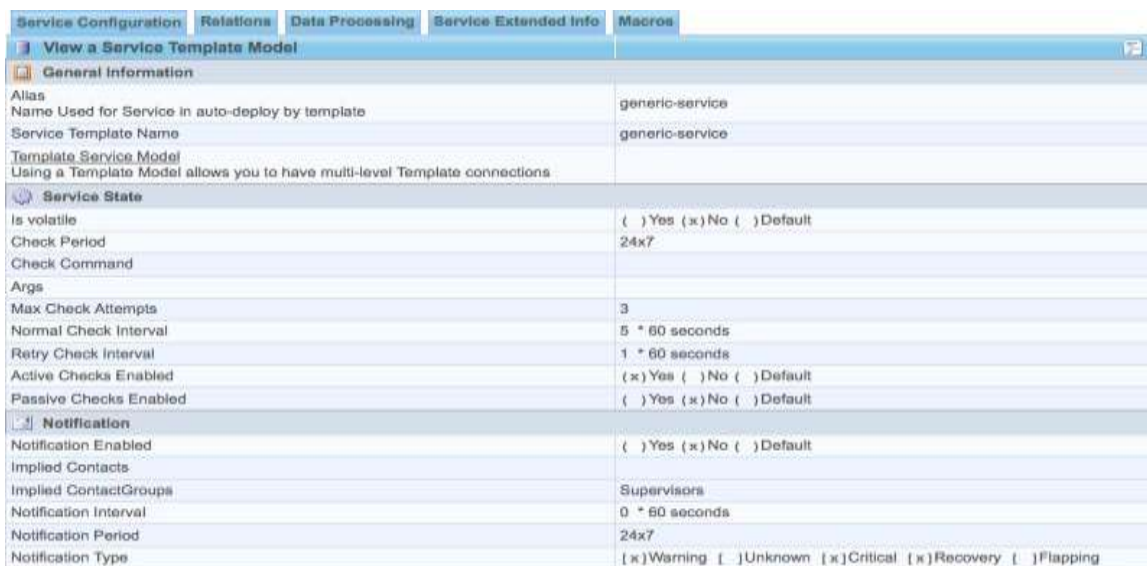 Service Configuration Relations Data Processing Service Extended Info Macros
View a Service Template Model
General Information
Alias
Name Used for Service in auto-deploy by template
generic-service
Service Template Name generic-service
Template Service Model
Using a Template Model allows you to have multi-level Template connections
Service State
Is volatile ( )Yes (x)No ( )Default
Check Period 24x7
Check Command
Args
Max Check Attempts 3
Normal Check Interval 5 * 60 seconds
Retry Check Interval 1 * 60 seconds
Active Checks Enabled (x)Yes ( )No ( )Default
Passive Checks Enabled ( )Yes (x)No ( )Default
Notification
Notification Enabled ( )Yes (x)No ( )Default
Implied Contacts
Implied ContactGroups Supervisors
Notification Interval 0 * 60 seconds
Notification Period 24x7
Notification Type [x]Warning [ ]Unknown [x]Critical [x]Recovery [ ]Flapping